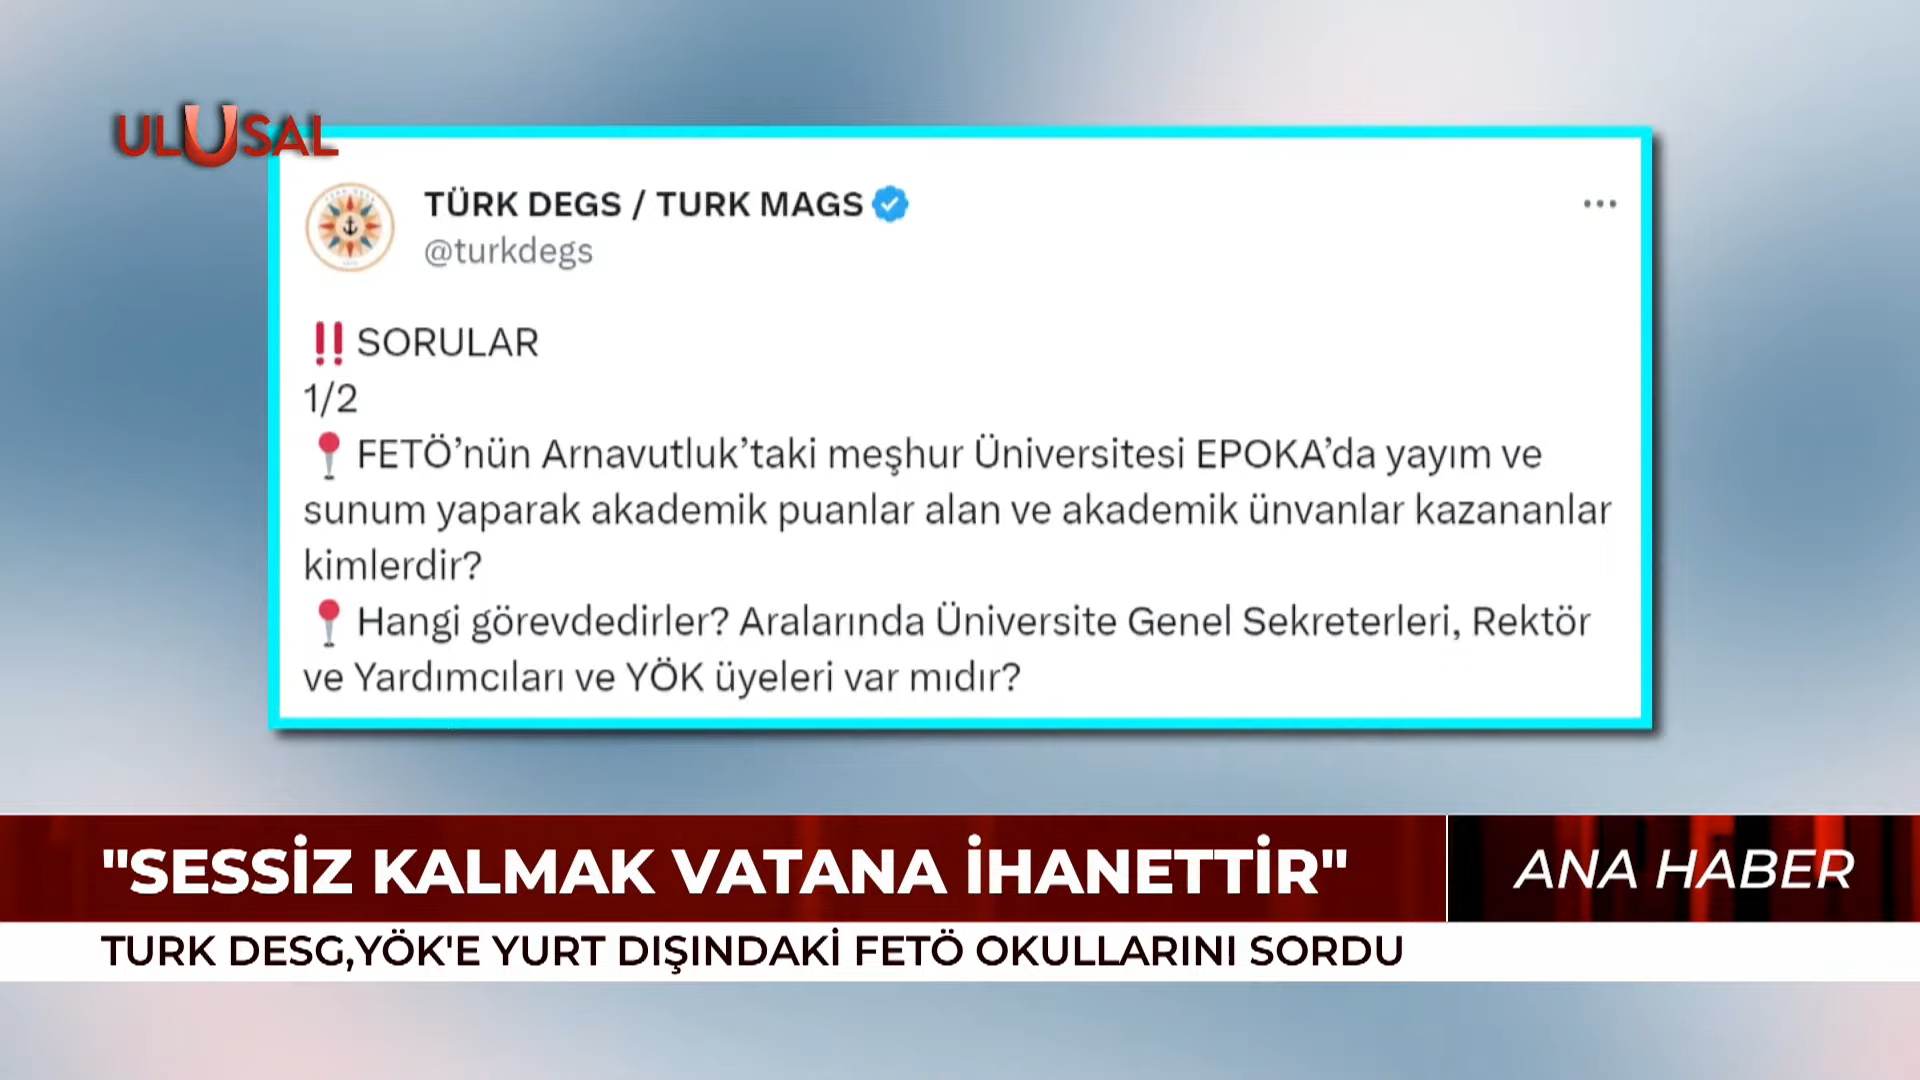 ULUSAL
TÜRK DEGS / TURK MAGS
@turkdegs
‼️SORULAR
1/2
📍FETÖ’nün Arnavutluk’taki meşhur Üniversitesi EPOKA’da yayım ve
sunum yaparak akademik puanlar alan ve akademik ünvanlar kazananlar
kimlerdir?
📍Hangi görevdedirler? Aralarında Üniversite Genel Sekreterleri, Rektör
ve Yardımcıları ve YÖK üyeleri var mıdır?
"SESSİZ KALMAK VATANA İHANETTİR"
ANA HABER
TURK DESG,YÖK'E YURT DIŞINDAKİ FETÖ OKULLARINI SORDU